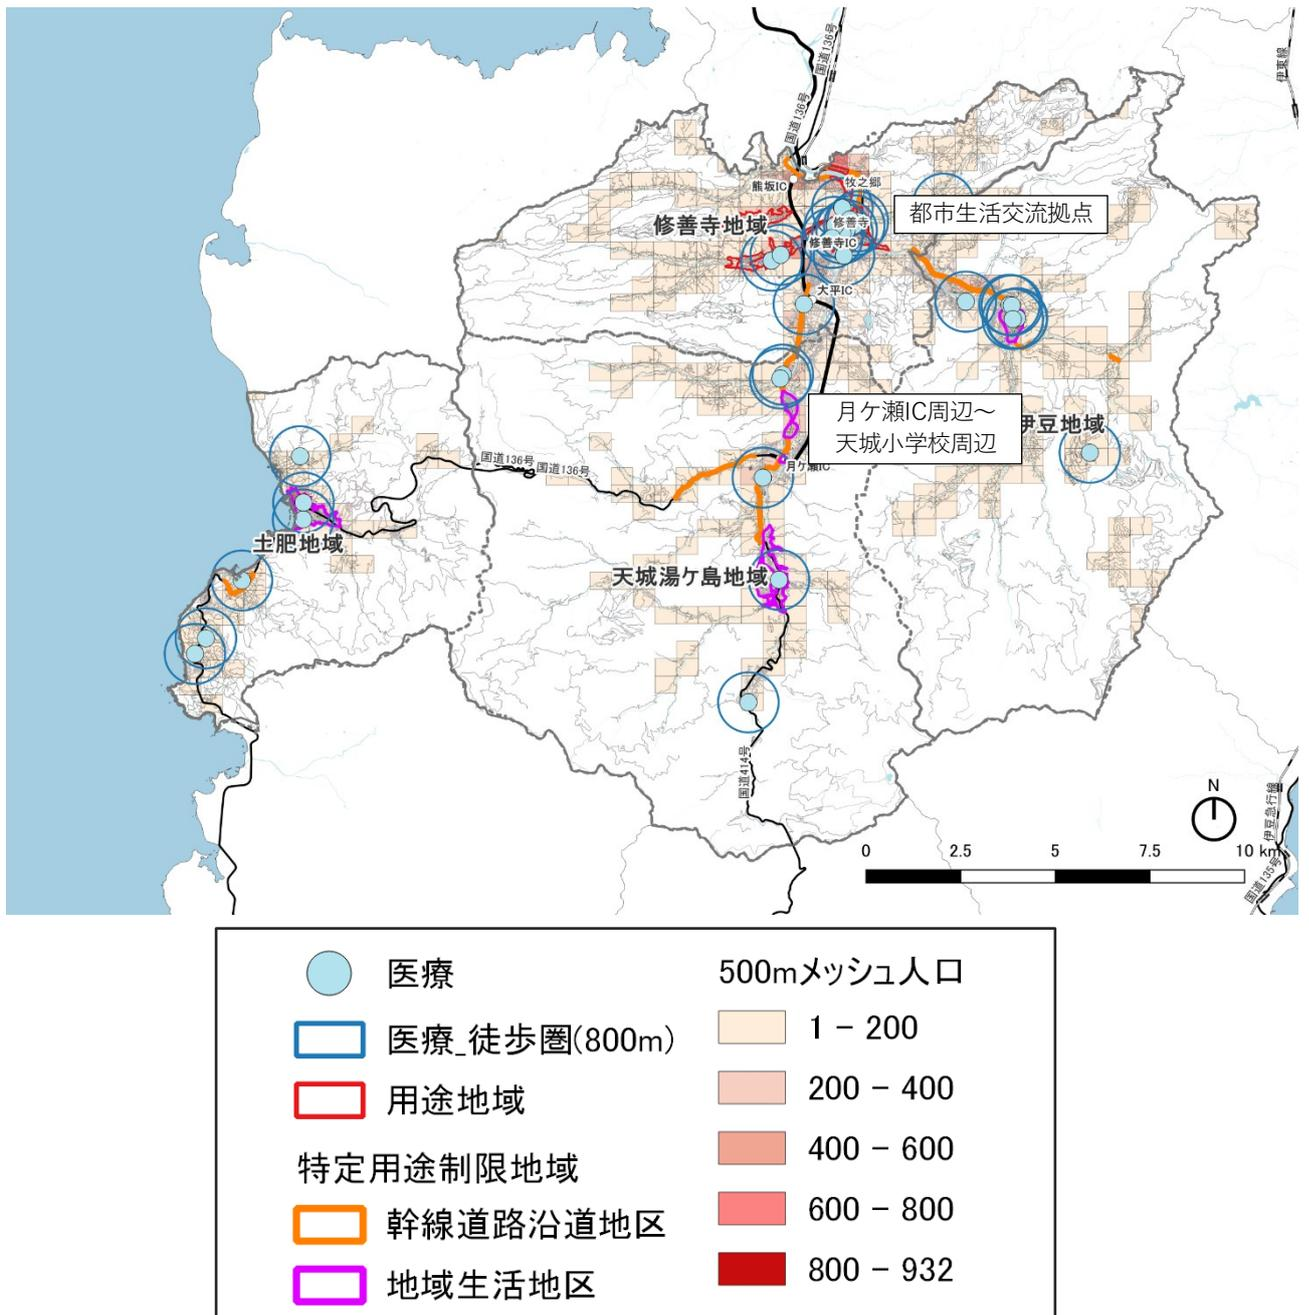 国道136号
国道136号
伊東線
熊坂IC
牧之郷
都市生活交流拠点
修善寺地域
修善寺
修善寺IC
大平IC
月ケ瀬IC周辺～
天城小学校周辺
伊豆地域
国道136号
国道136号
月ケ瀬IC
土肥地域
天城湯ケ島地域
国道414号
伊豆急行線
国道135号
N
0 2.5 5 7.5 10 km
医療
医療_徒歩圏(800m)
用途地域
特定用途制限地域
幹線道路沿道地区
地域生活地区
500mメッシュ人口
1 - 200
200 - 400
400 - 600
600 - 800
800 - 932